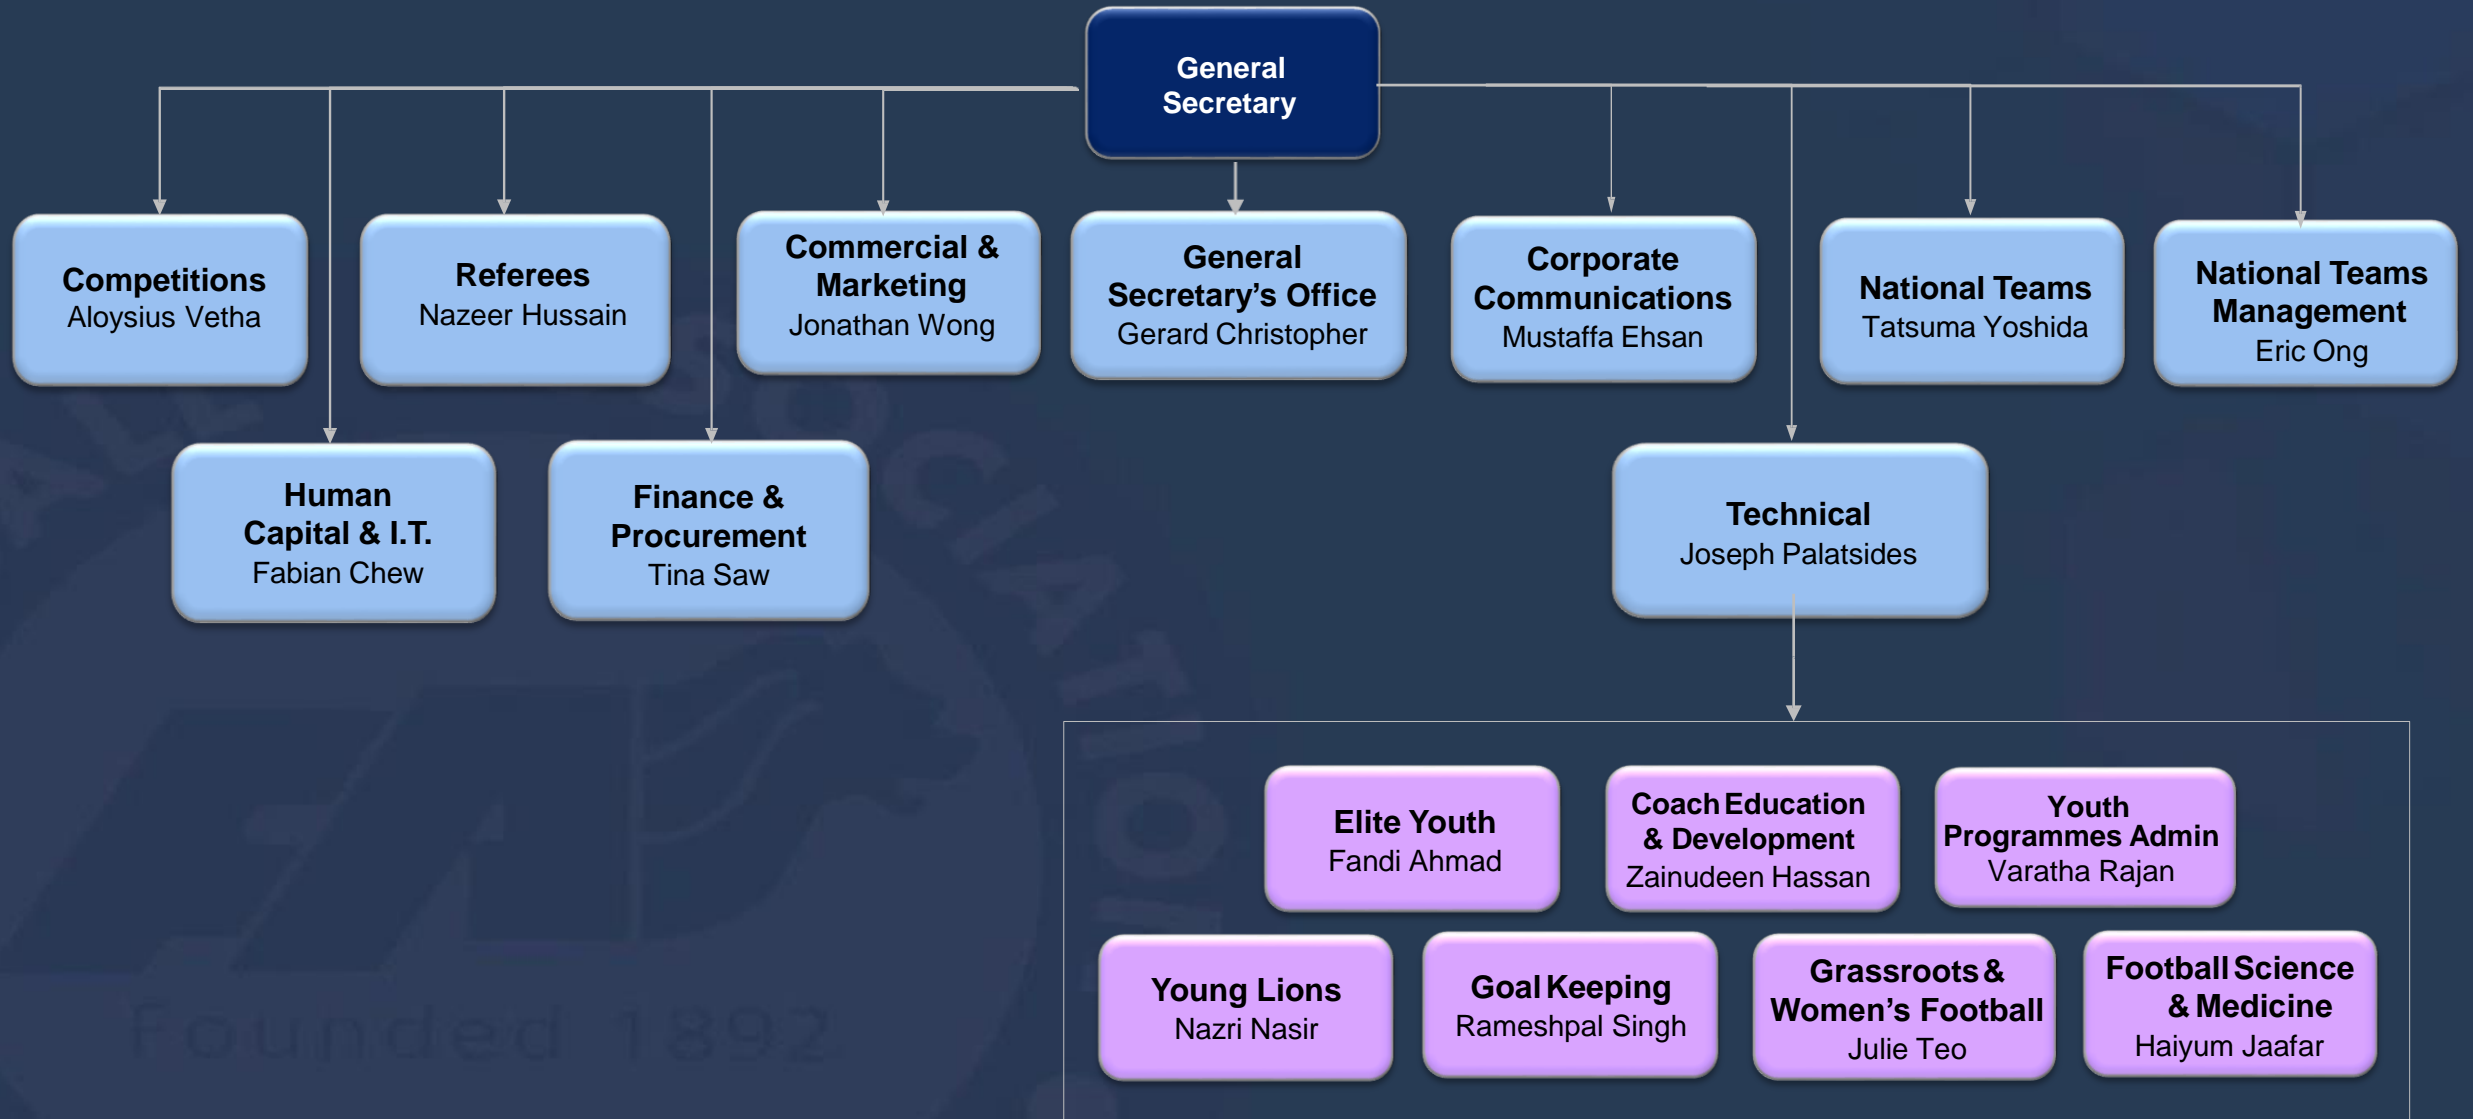 General
Secretary
Competitions
Aloysius Vetha
Referees
Nazeer Hussain
Commercial &
Marketing
Jonathan Wong
General
Secretary’s Office
Gerard Christopher
Corporate
Communications
Mustaffa Ehsan
National Teams
Tatsuma Yoshida
National Teams
Management
Eric Ong
Human
Capital & I.T.
Fabian Chew
Finance &
Procurement
Tina Saw
Technical
Joseph Palatsides
Elite Youth
Fandi Ahmad
Coach Education
& Development
Zainudeen Hassan
Youth
Programmes Admin
Varatha Rajan
Young Lions
Nazri Nasir
Goal Keeping
Rameshpal Singh
Grassroots &
Women’s Football
Julie Teo
Football Science
& Medicine
Haiyum Jaafar
SOCIATION
Founded 1892